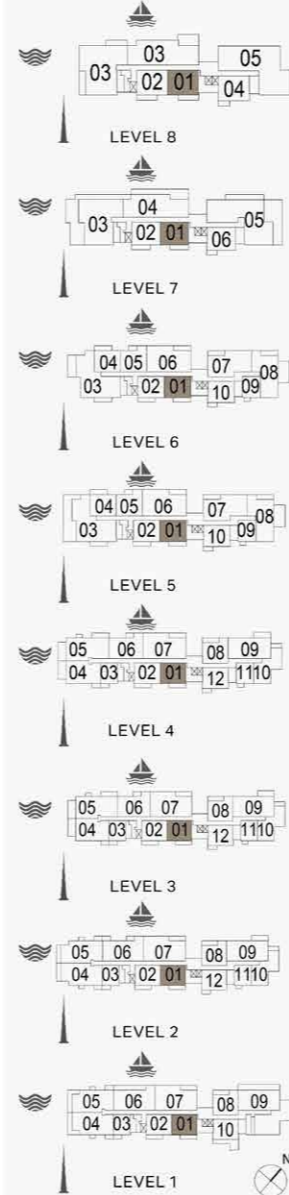 03 05
03 02 01 04
LEVEL 8
04
03 02 01 06 05
LEVEL 7
04 05 06 07 08
03 02 01 10 09
LEVEL 6
04 05 06 07 08
03 02 01 10 09
LEVEL 5
05 06 07 08 09
04 03 02 01 12 11 10
LEVEL 4
05 06 07 08 09
04 03 02 01 12 11 10
LEVEL 3
05 06 07 08 09
04 03 02 01 12 11 10
LEVEL 2
05 06 07 08 09
04 03 02 01 10
LEVEL 1
N